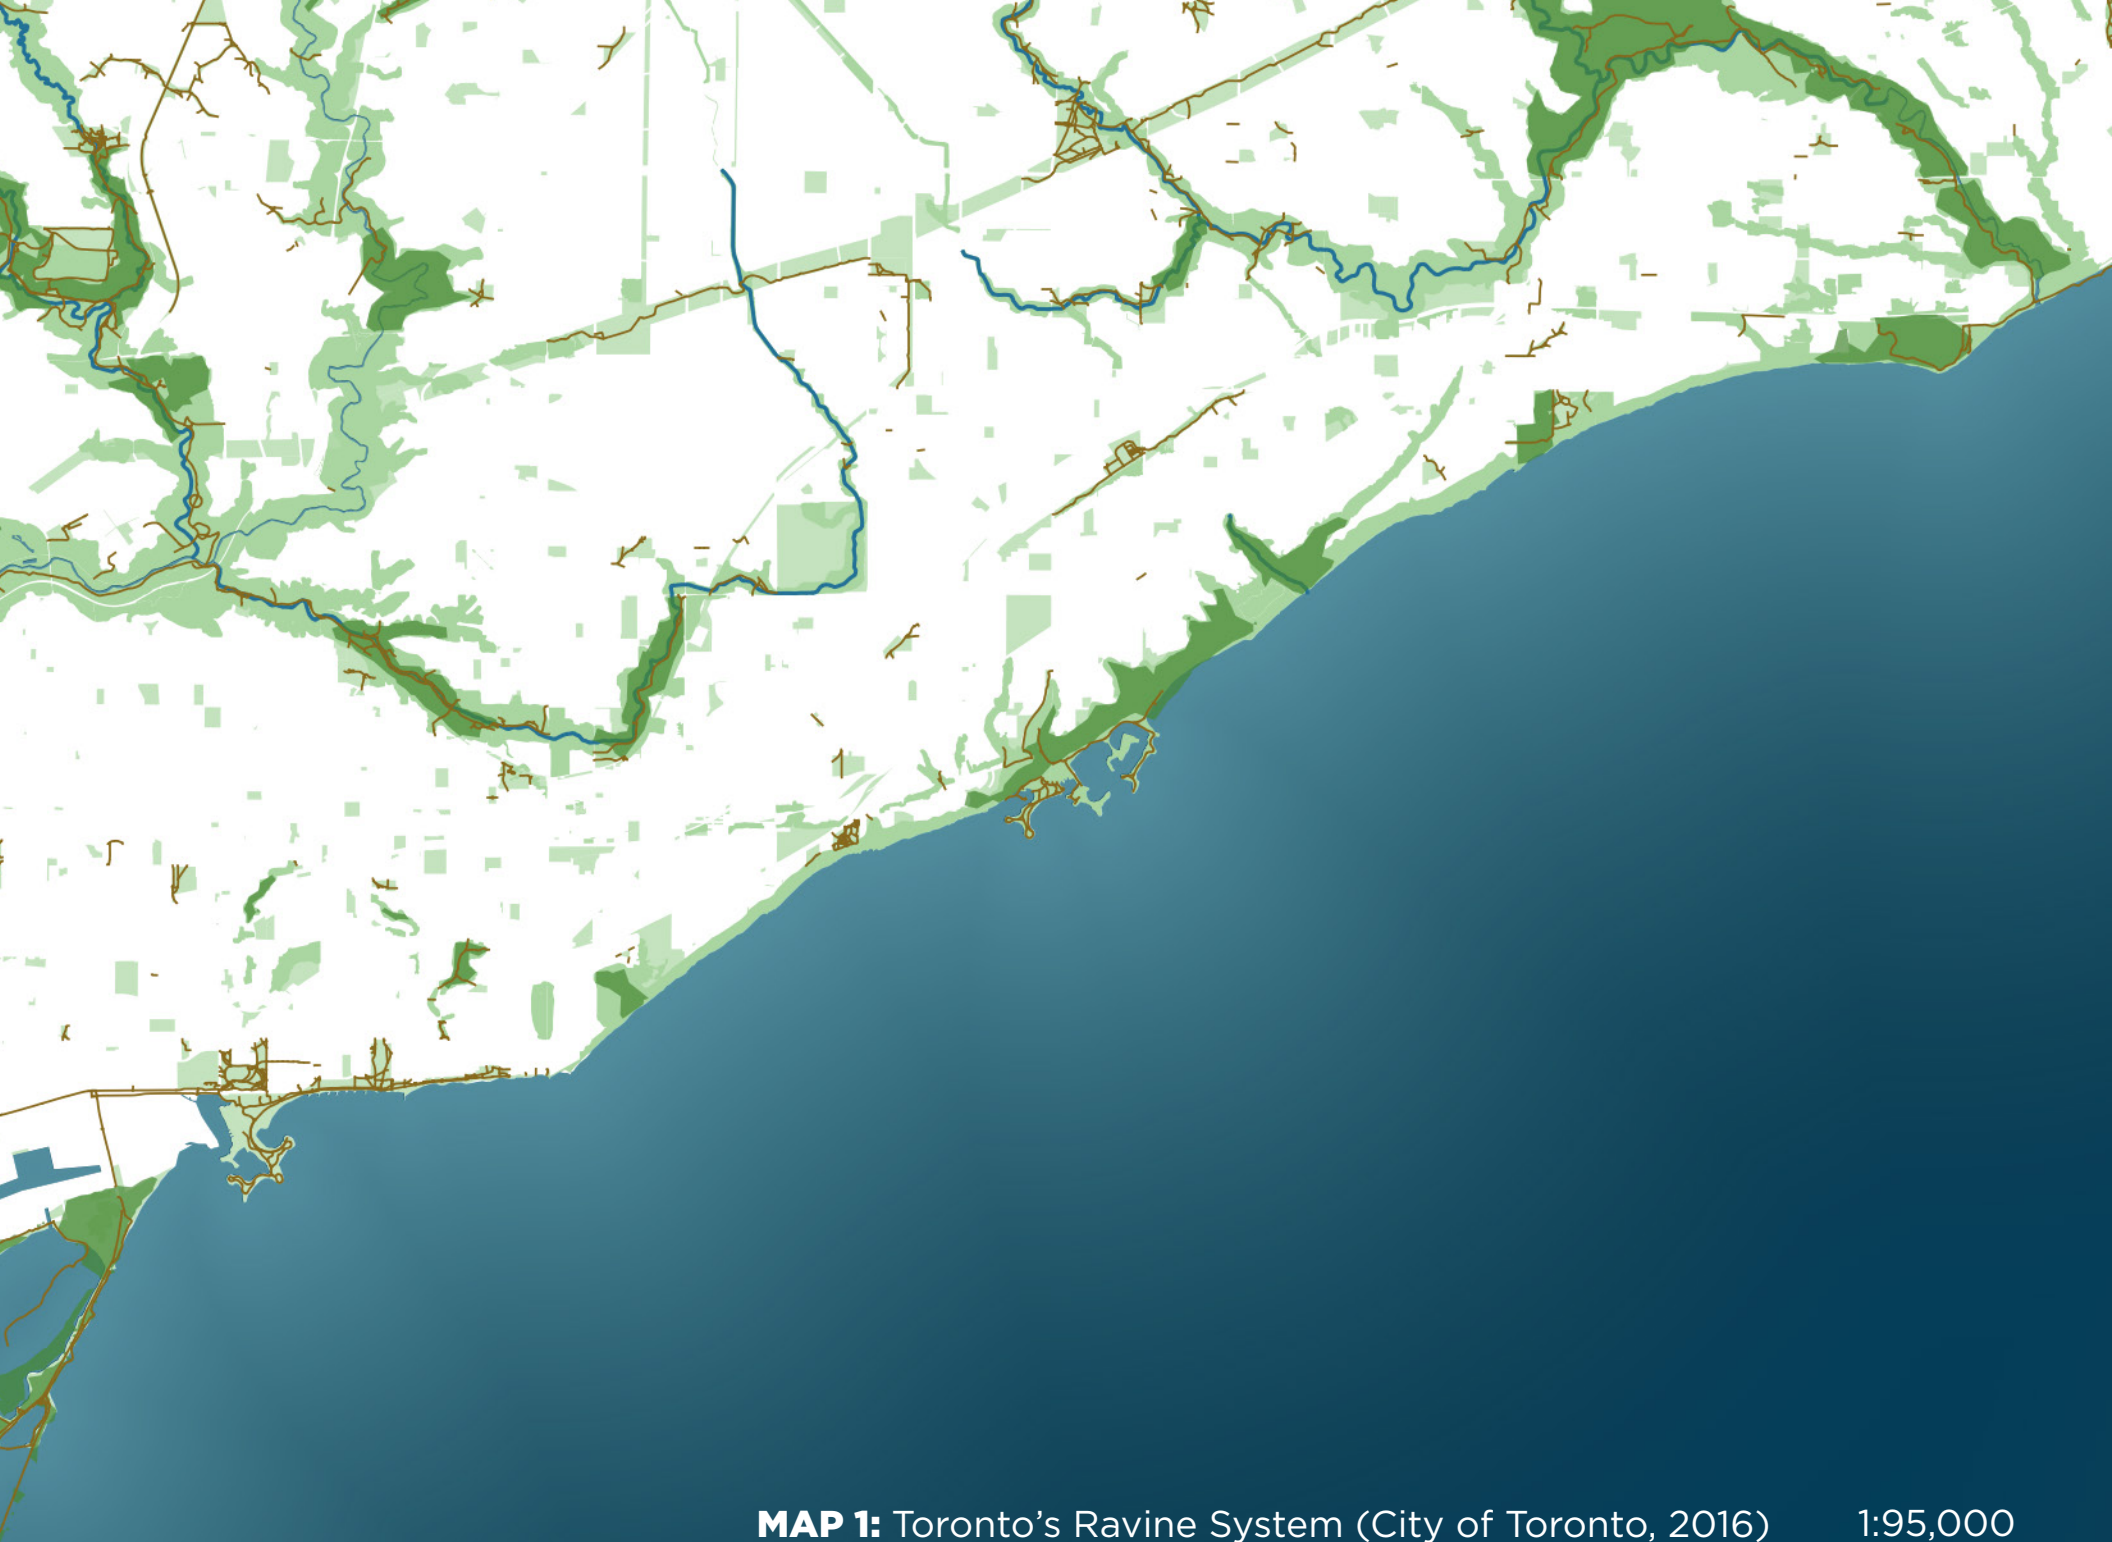 MAP 1: Toronto’s Ravine System (City of Toronto, 2016) 1:95,000